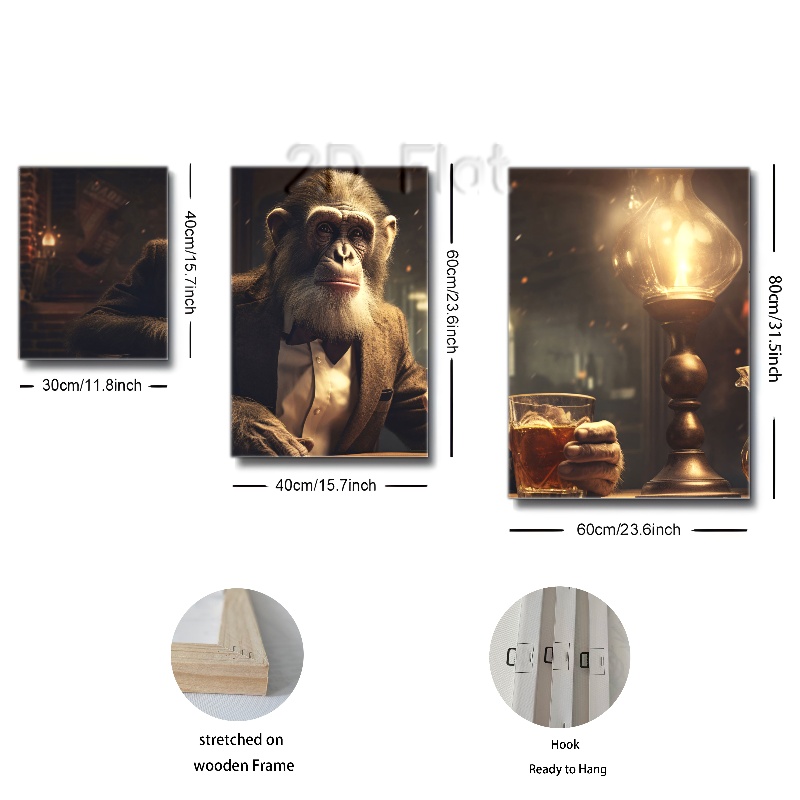 2D Flat
40cm/15.7inch
30cm/11.8inch
60cm/23.6inch
40cm/15.7inch
80cm/31.5inch
60cm/23.6inch
stretched on
wooden Frame
Hook
Ready to Hang